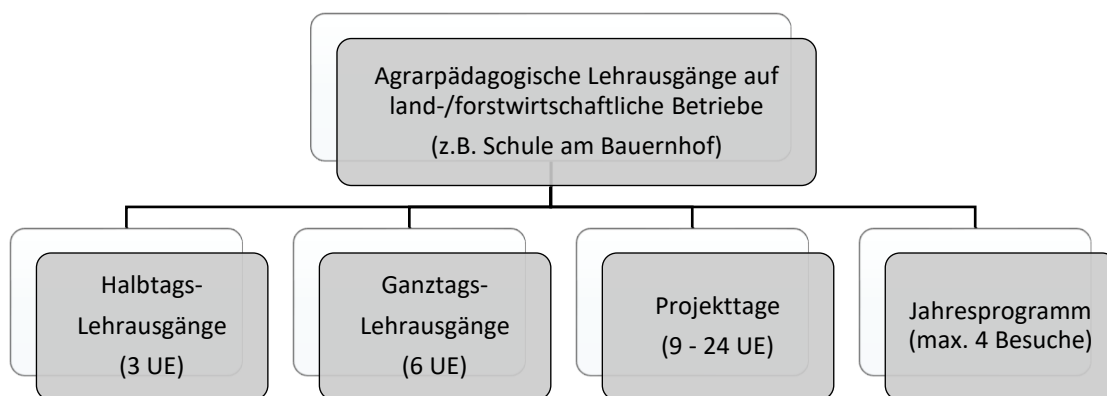 Agrarpädagogische Lehrausgänge auf
land-/forstwirtschaftliche Betriebe
(z.B. Schule am Bauernhof)
Halbtags-
Lehrausgänge
(3 UE)
Ganztags-
Lehrausgänge
(6 UE)
Projekttage
(9 - 24 UE)
Jahresprogramm
(max. 4 Besuche)